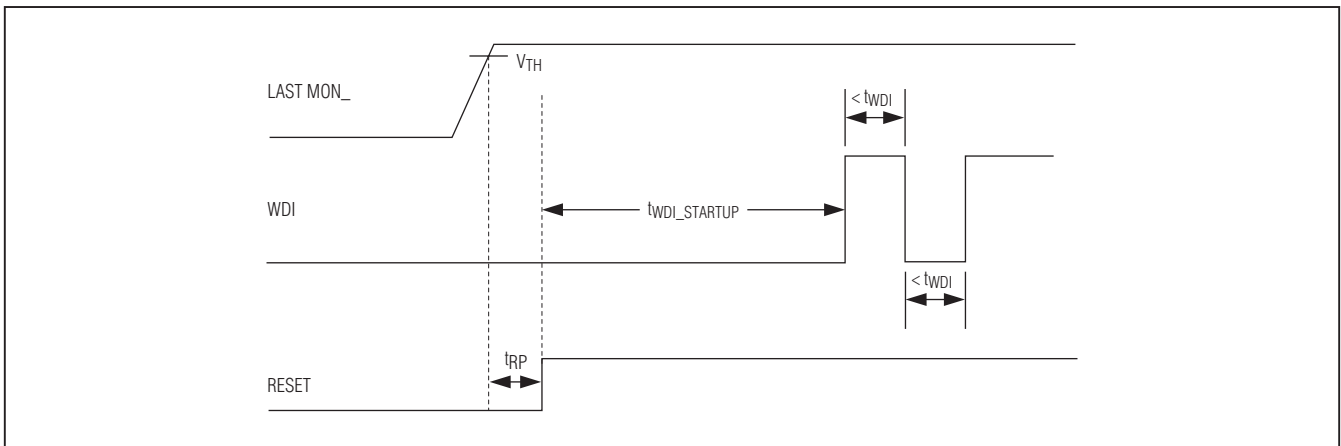 VTH
LAST MON_
< tWDI
WDI
tWDI_STARTUP
< tWDI
tRP
RESET